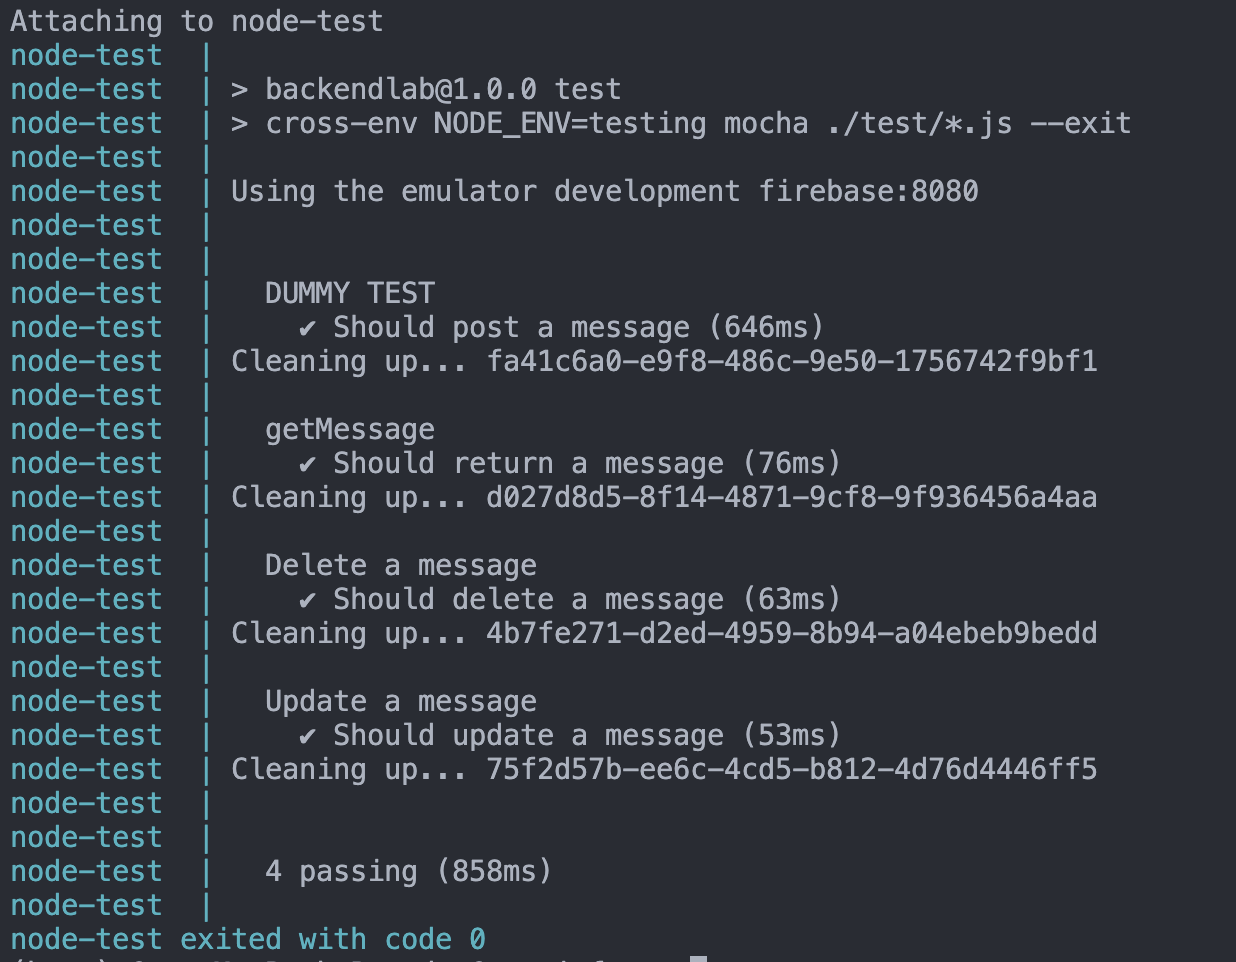 Attaching to node-test
node-test  |
node-test  | > backendlab@1.0.0 test
node-test  | > cross-env NODE_ENV=testing mocha ./test/*.js --exit
node-test  |
node-test  | Using the emulator development firebase:8080
node-test  |
node-test  |
node-test  |   DUMMY TEST
node-test  |     ✔ Should post a message (646ms)
node-test  | Cleaning up... fa41c6a0-e9f8-486c-9e50-1756742f9bf1
node-test  |
node-test  |   getMessage
node-test  |     ✔ Should return a message (76ms)
node-test  | Cleaning up... d027d8d5-8f14-4871-9cf8-9f936456a4aa
node-test  |
node-test  |   Delete a message
node-test  |     ✔ Should delete a message (63ms)
node-test  | Cleaning up... 4b7fe271-d2ed-4959-8b94-a04ebeb9bedd
node-test  |
node-test  |   Update a message
node-test  |     ✔ Should update a message (53ms)
node-test  | Cleaning up... 75f2d57b-ee6c-4cd5-b812-4d76d4446ff5
node-test  |
node-test  |
node-test  |   4 passing (858ms)
node-test  |
node-test exited with code 0